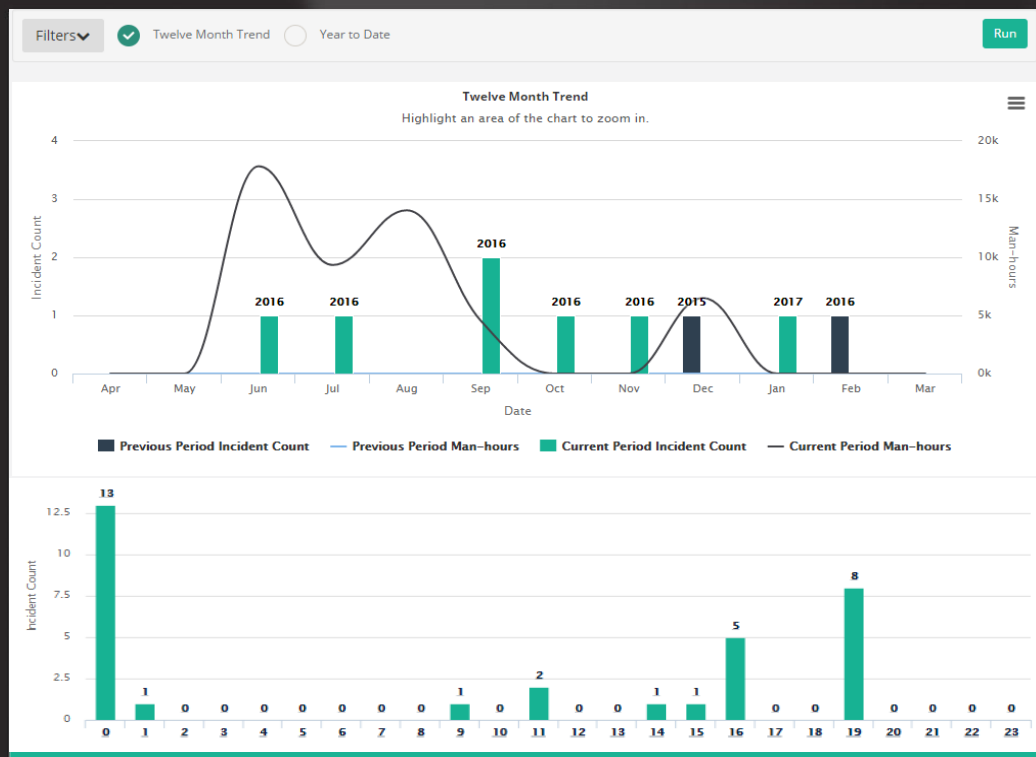 Filters
Twelve Month Trend
Year to Date
Run
Twelve Month Trend
Highlight an area of the chart to zoom in.
4 20k
3 15k
2 10k
1 5k
0 0k
Incident Count
Man-hours
2016 2016 2016 2016 2016 2015 2017 2016
Apr May Jun Jul Aug Sep Oct Nov Dec Jan Feb Mar
Date
Previous Period Incident Count Previous Period Man-hours Current Period Incident Count Current Period Man-hours
12.5
10
7.5
5
2.5
0
Incident Count
13 1 0 0 0 0 0 0 0 1 0 2 0 0 1 1 5 0 0 8 0 0 0 0
0 1 2 3 4 5 6 7 8 9 10 11 12 13 14 15 16 17 18 19 20 21 22 23